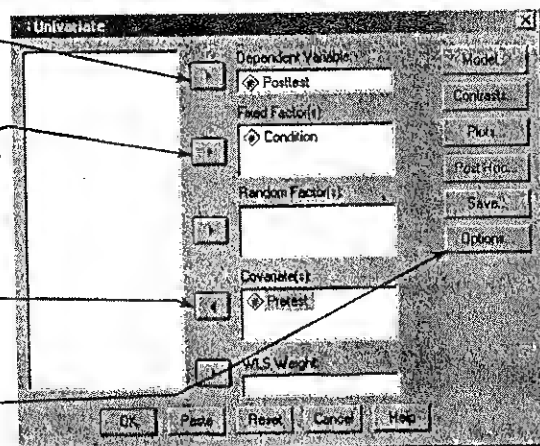 Univariate
Dependent Variable:
Posttest
Fixed Factor(s):
Condition
Random Factor(s):
Covariate(s):
Pretest
WLS Weight:
Model...
Contrasts...
Plots...
Post Hoc...
Save...
Options...
OK
Paste
Reset
Cancel
Help